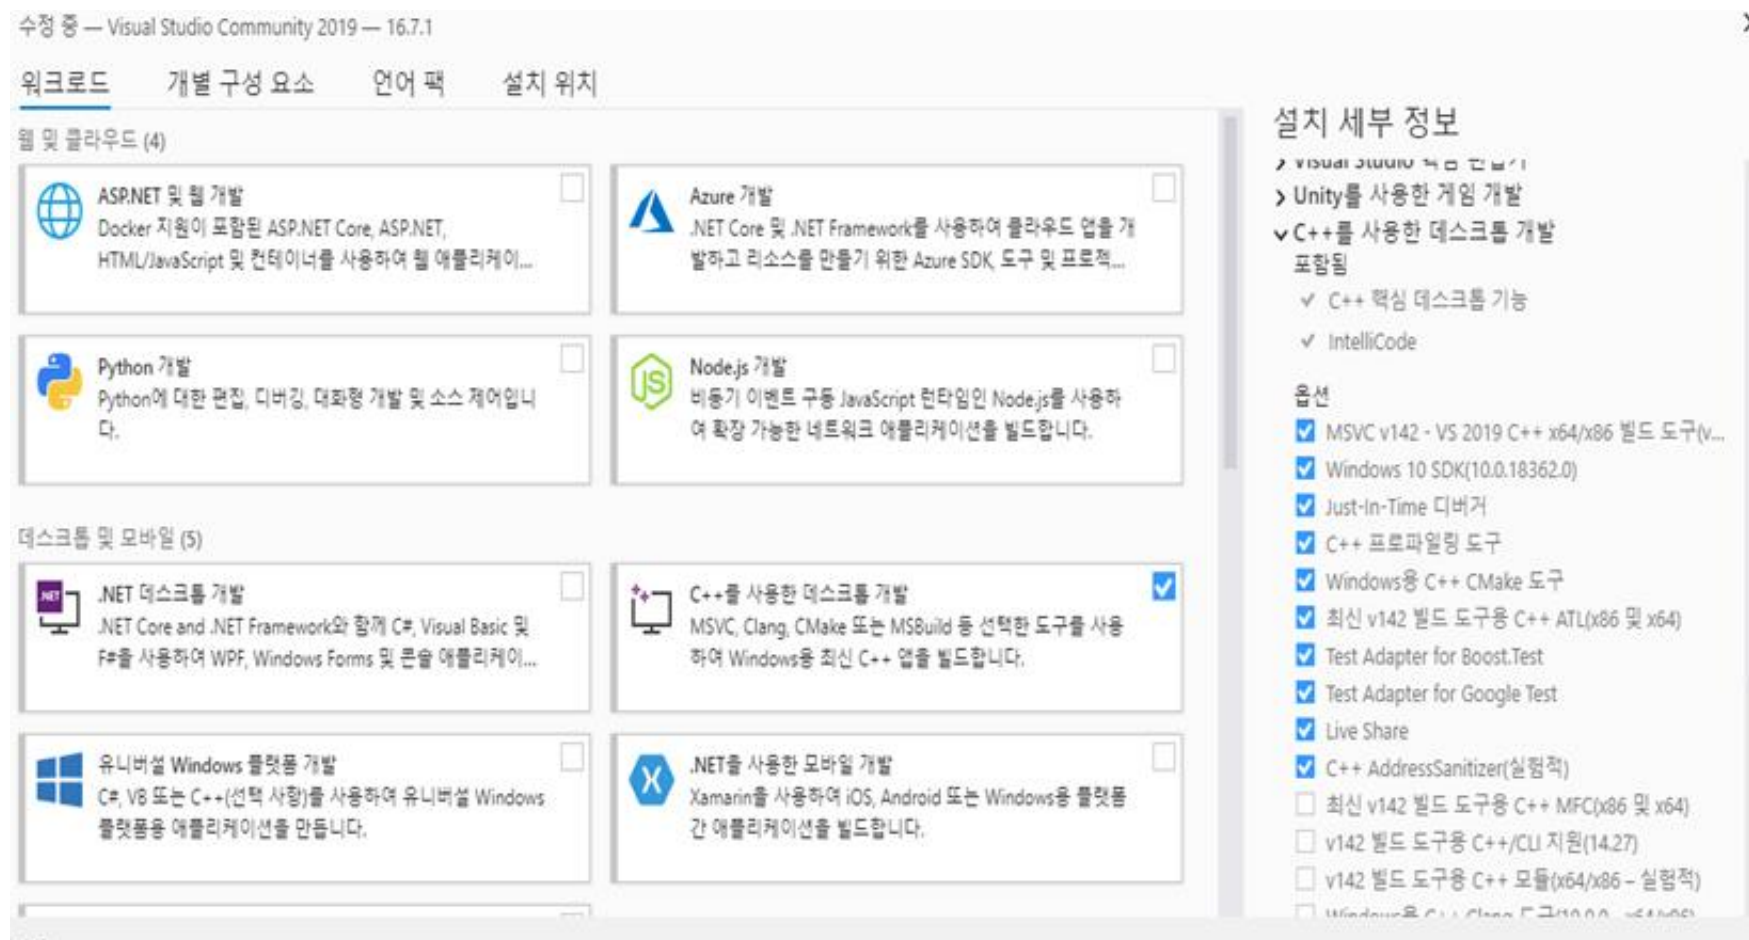 수정 중 — Visual Studio Community 2019 — 16.7.1
워크로드 개별 구성 요소 언어 팩 설치 위치
웹 및 클라우드 (4)
ASP.NET 및 웹 개발
Docker 지원이 포함된 ASP.NET Core, ASP.NET,
HTML/JavaScript 및 컨테이너를 사용하여 웹 애플리케이...
Azure 개발
.NET Core 및 .NET Framework를 사용하여 클라우드 앱을 개
발하고 리소스를 만들기 위한 Azure SDK, 도구 및 프로젝...
Python 개발
Python에 대한 편집, 디버깅, 대화형 개발 및 소스 제어입니
다.
Node.js 개발
비동기 이벤트 구동 JavaScript 런타임인 Node.js를 사용하
여 확장 가능한 네트워크 애플리케이션을 빌드합니다.
데스크톱 및 모바일 (5)
.NET
.NET 데스크톱 개발
.NET Core and .NET Framework와 함께 C#, Visual Basic 및
F#을 사용하여 WPF, Windows Forms 및 콘솔 애플리케이...
C++를 사용한 데스크톱 개발
MSVC, Clang, CMake 또는 MSBuild 등 선택한 도구를 사용
하여 Windows용 최신 C++ 앱을 빌드합니다.
유니버설 Windows 플랫폼 개발
C#, VB 또는 C++(선택 사항)를 사용하여 유니버설 Windows
플랫폼용 애플리케이션을 만듭니다.
.NET을 사용한 모바일 개발
Xamarin을 사용하여 iOS, Android 또는 Windows용 플랫폼
간 애플리케이션을 빌드합니다.
설치 세부 정보
Visual Studio 핵심 편집기
Unity를 사용한 게임 개발
C++를 사용한 데스크톱 개발
포함됨
C++ 핵심 데스크톱 기능
IntelliCode
옵션
MSVC v142 - VS 2019 C++ x64/x86 빌드 도구(v...
Windows 10 SDK(10.0.18362.0)
Just-In-Time 디버거
C++ 프로파일링 도구
Windows용 C++ CMake 도구
최신 v142 빌드 도구용 C++ ATL(x86 및 x64)
Test Adapter for Boost.Test
Test Adapter for Google Test
Live Share
C++ AddressSanitizer(실험적)
최신 v142 빌드 도구용 C++ MFC(x86 및 x64)
v142 빌드 도구용 C++/CLI 지원(14.27)
v142 빌드 도구용 C++ 모듈(x64/x86 – 실험적)
Windows용 C++ Clang 도구(10.0.0 - x64/x86)